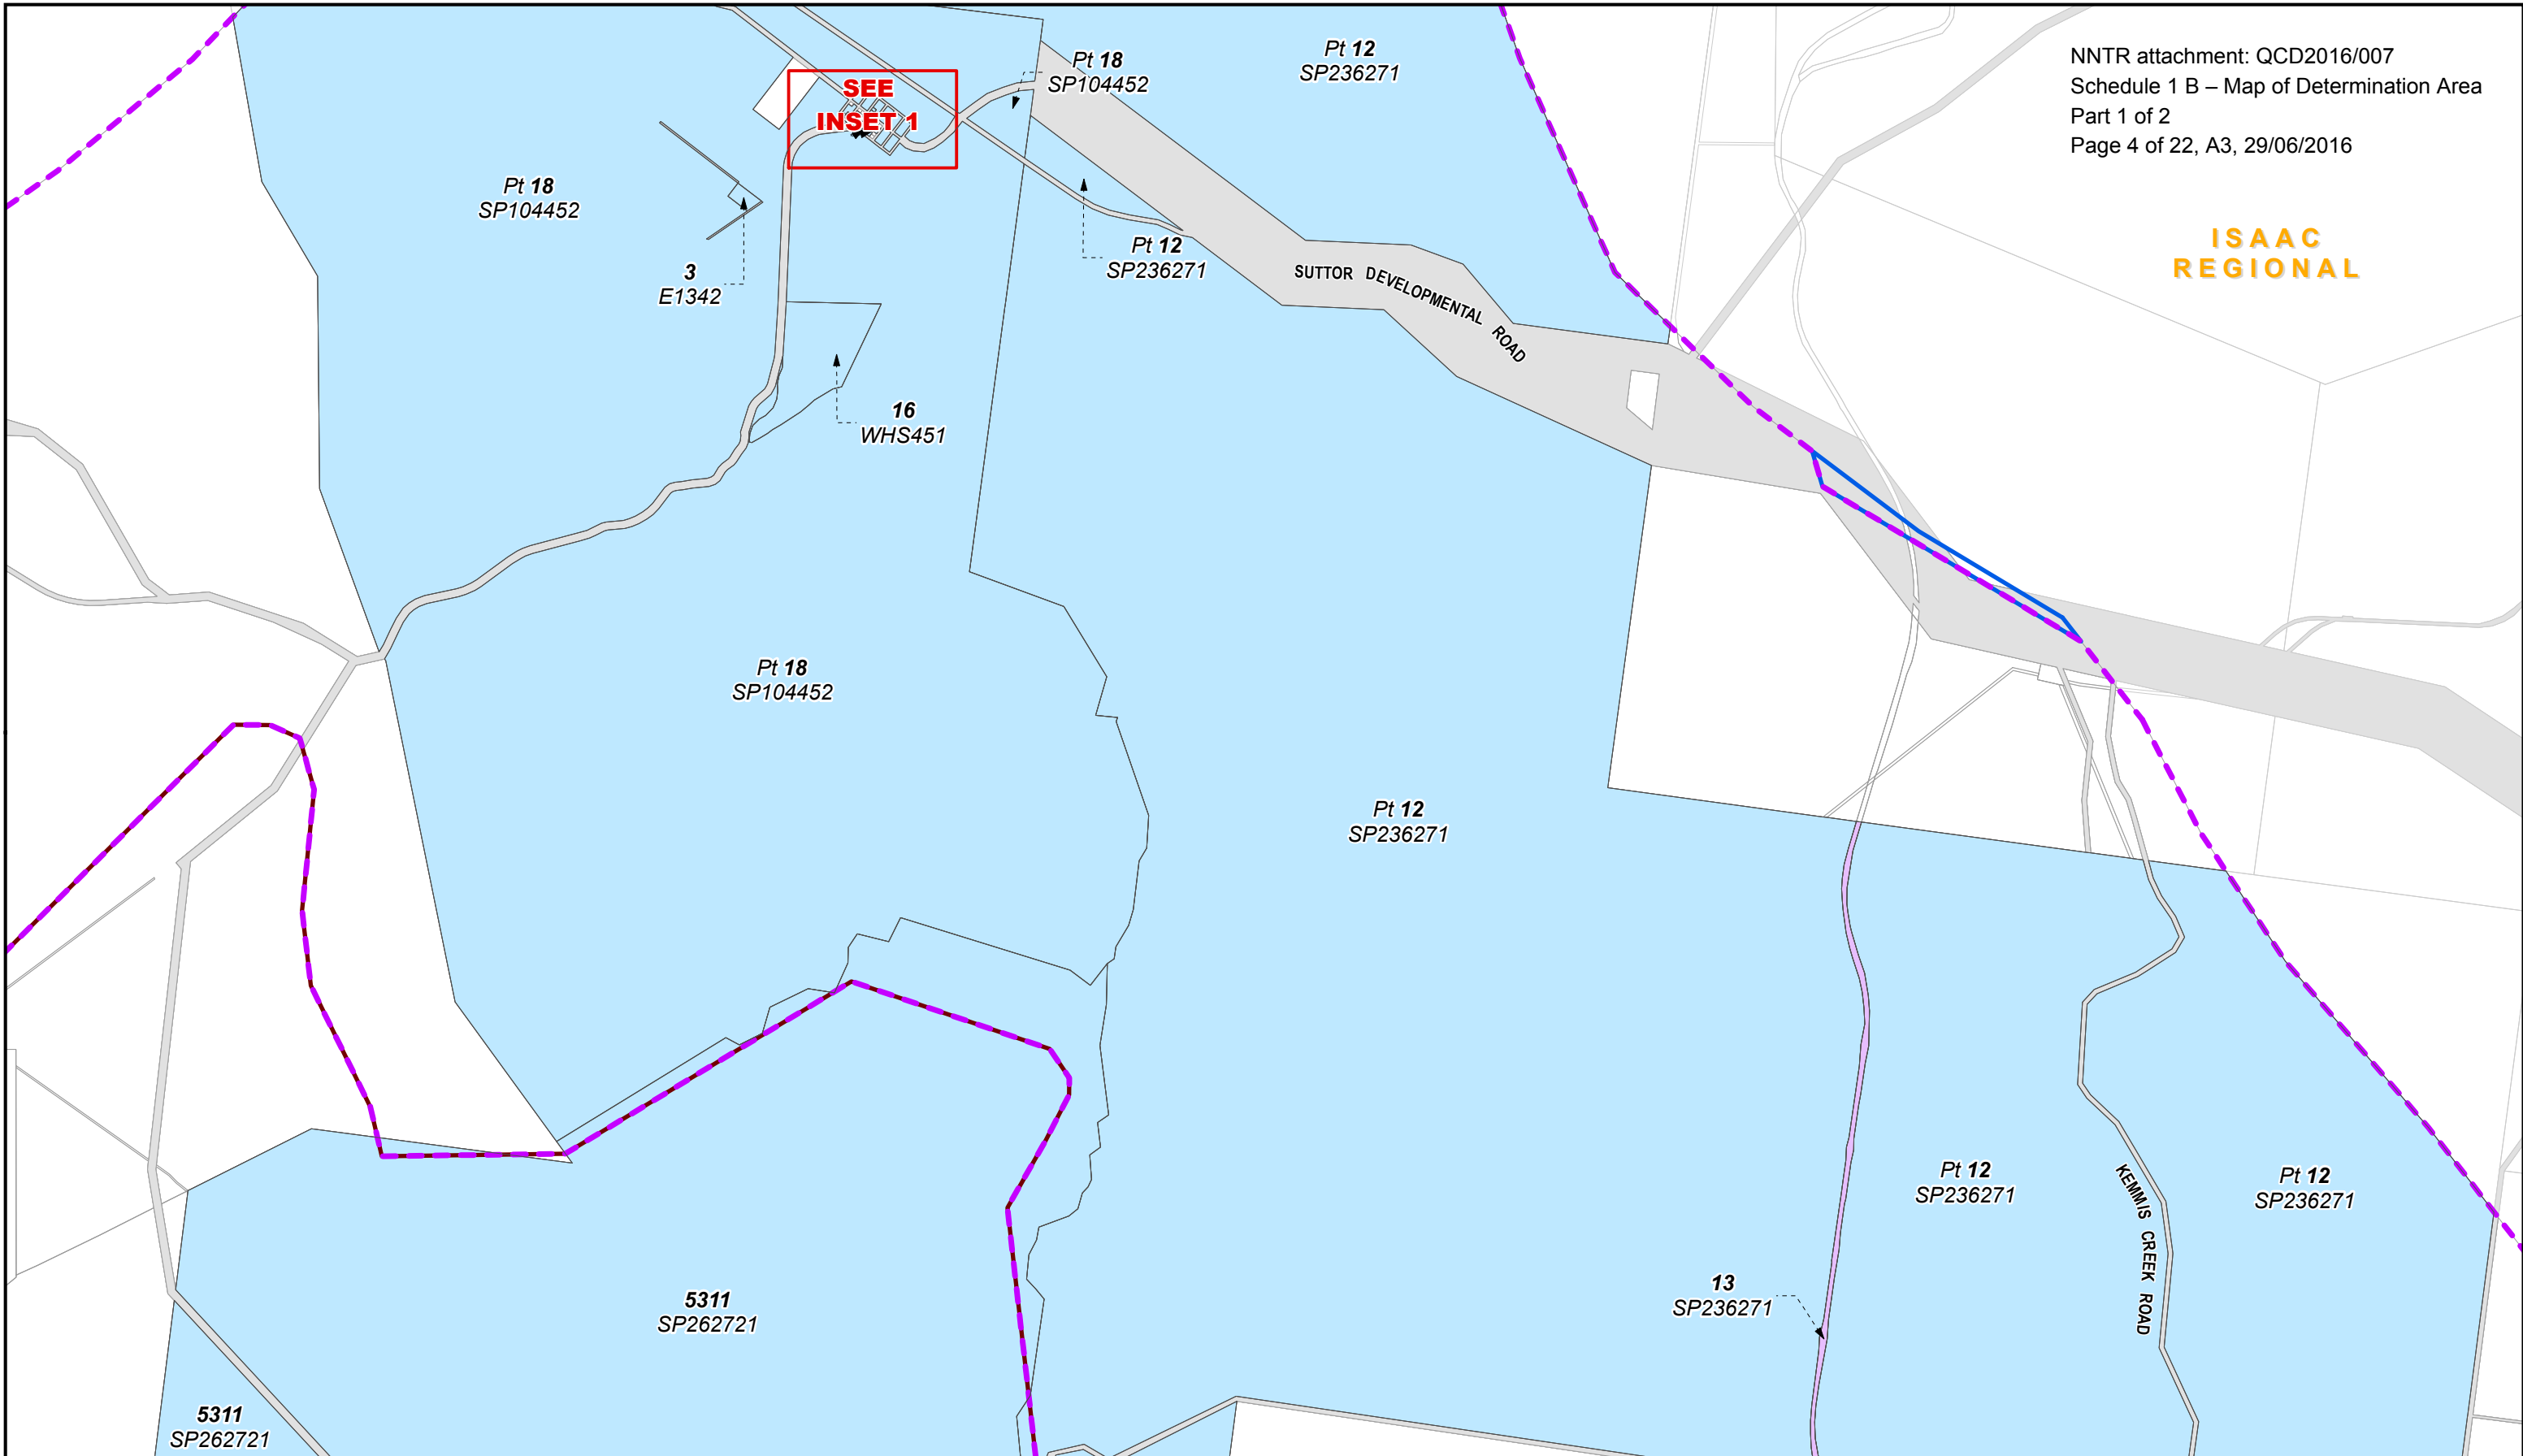 NNTR attachment: QCD2016/007
Schedule 1 B – Map of Determination Area
Part 1 of 2
Page 4 of 22, A3, 29/06/2016
ISAAC
REGIONAL
Pt 12
SP236271
Pt 18
SP104452
SEE
INSET 1
Pt 18
SP104452
Pt 12
SP236271
3
E1342
SUTTOR DEVELOPMENTAL ROAD
16
WHS451
Pt 18
SP104452
Pt 12
SP236271
Pt 12
SP236271
Pt 12
SP236271
KEMMIS CREEK ROAD
13
SP236271
5311
SP262721
5311
SP262721